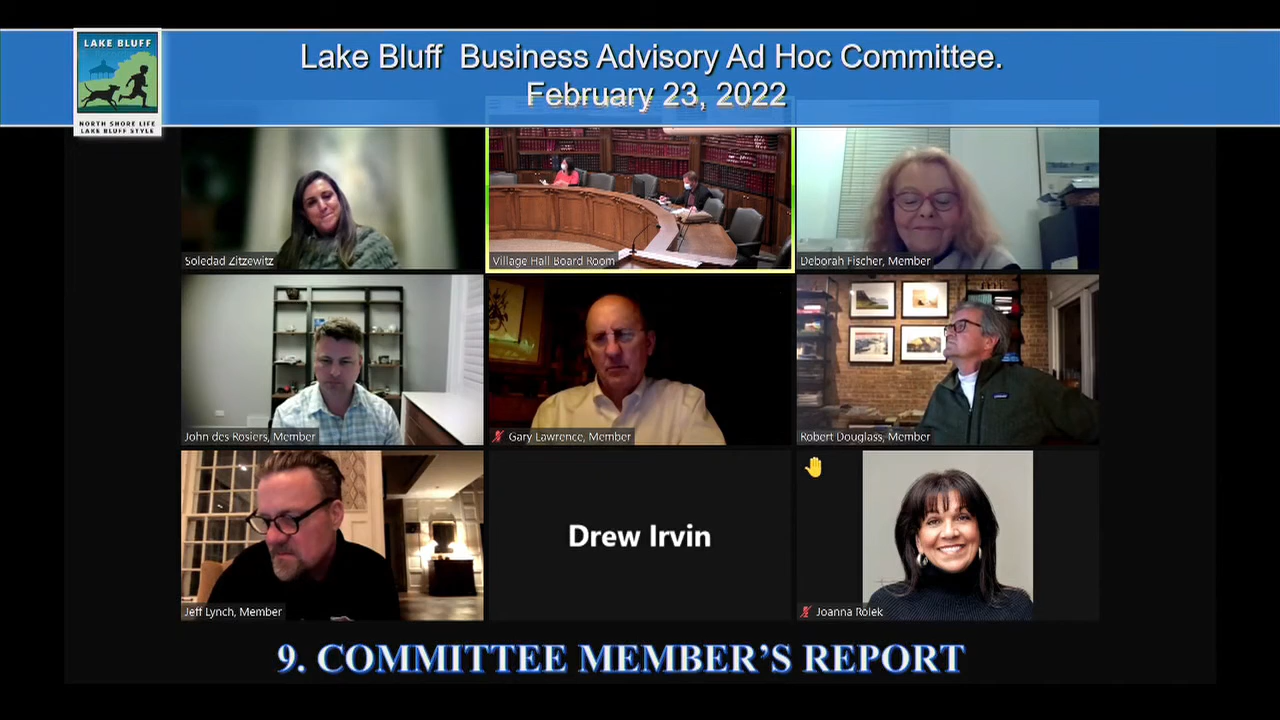 LAKE BLUFF
NORTH SHORE LIFE
LAKE BLUFF STYLE
Lake Bluff Business Advisory Ad Hoc Committee.
February 23, 2022
Soledad Zitzewitz
Village Hall Board Room
Deborah Fischer, Member
John des Rosiers, Member
Gary Lawrence, Member
Robert Douglass, Member
Jeff Lynch, Member
Drew Irvin
Joanna Rolek
9. COMMITTEE MEMBER'S REPORT